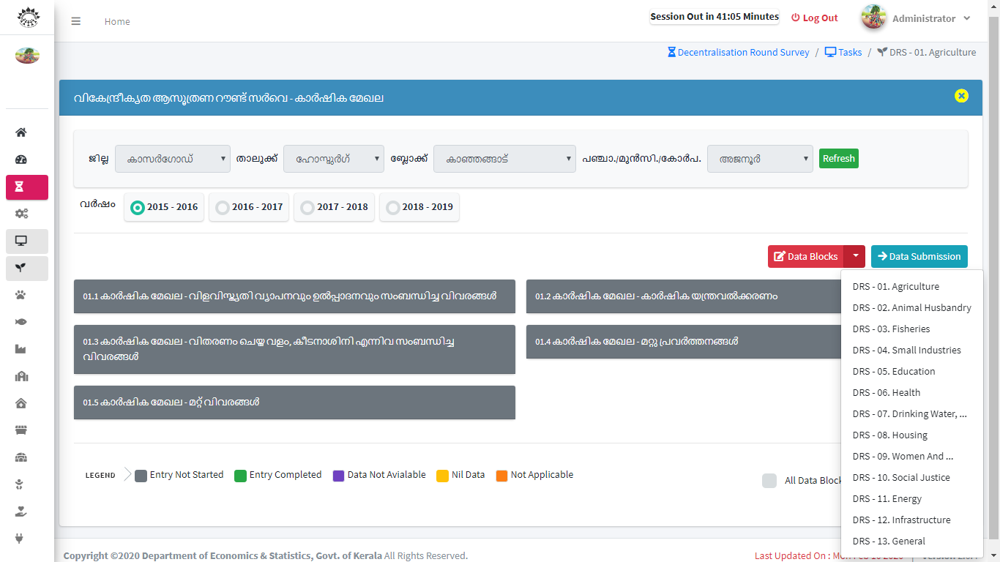 Home
Session Out in 41:05 Minutes
Log Out
Administrator
Decentralisation Round Survey / Tasks / DRS - 01. Agriculture
വികേന്ദ്രീകൃത ആസൂത്രണ റൗണ്ട് സർവെ - കാർഷിക മേഖല
ജില്ല കാസർഗോഡ് താലൂക്ക് ഹോസ്ദുർഗ് ബ്ലോക്ക് കാഞ്ഞങ്ങാട് പഞ്ചാ./മുൻസി./കോർപ. അജനൂർ Refresh
വർഷം 2015 - 2016 2016 - 2017 2017 - 2018 2018 - 2019
Data Blocks Data Submission
01.1 കാർഷിക മേഖല - വിളവിസ്തൃതി വ്യാപനവും ഉൽപ്പാദനവും സംബന്ധിച്ച വിവരങ്ങൾ
01.2 കാർഷിക മേഖല - കാർഷിക യന്ത്രവൽക്കരണം
01.3 കാർഷിക മേഖല - വിതരണം ചെയ്ത വളം, കീടനാശിനി എന്നിവ സംബന്ധിച്ച
വിവരങ്ങൾ
01.4 കാർഷിക മേഖല - മറ്റു പ്രവർത്തനങ്ങൾ
01.5 കാർഷിക മേഖല - മറ്റ് വിവരങ്ങൾ
DRS - 01. Agriculture
DRS - 02. Animal Husbandry
DRS - 03. Fisheries
DRS - 04. Small Industries
DRS - 05. Education
DRS - 06. Health
DRS - 07. Drinking Water, ...
DRS - 08. Housing
DRS - 09. Women And ...
DRS - 10. Social Justice
DRS - 11. Energy
DRS - 12. Infrastructure
DRS - 13. General
LEGEND Entry Not Started Entry Completed Data Not Avialable Nil Data Not Applicable
All Data
Copyright ©2020 Department of Economics & Statistics, Govt. of Kerala All Rights Reserved.
Last Updated On :